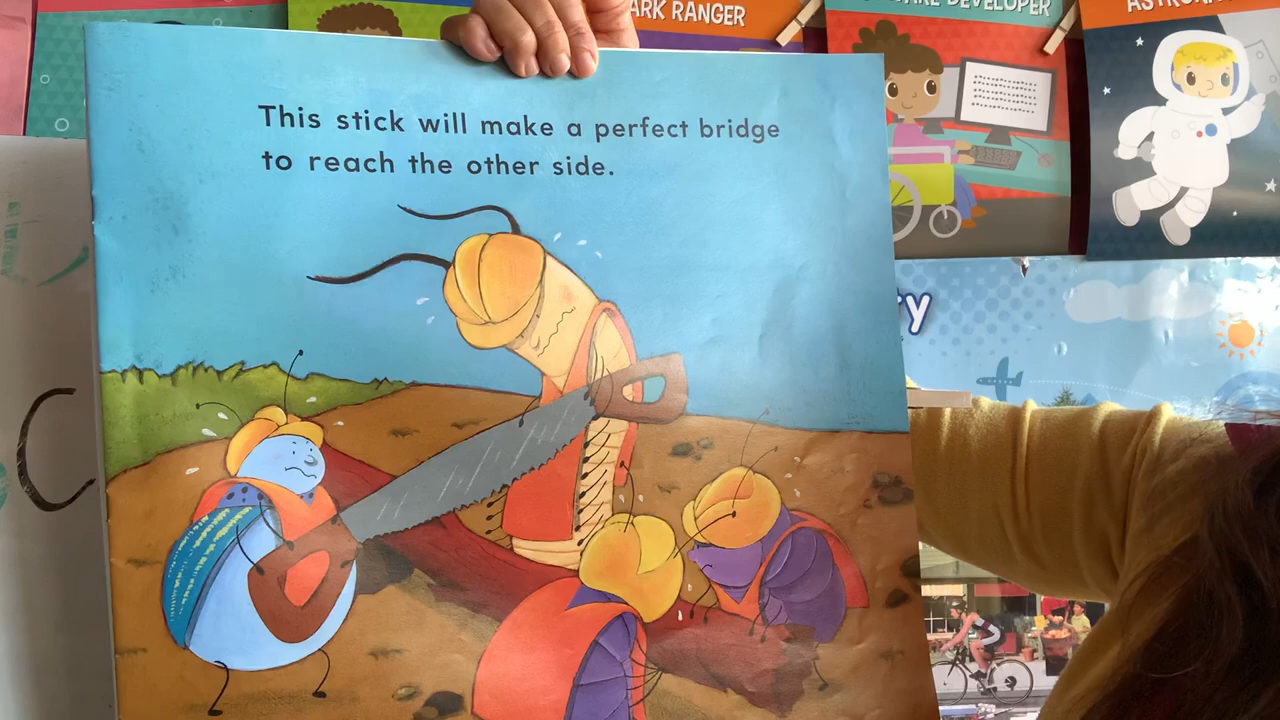 ARK RANGER
ARE DEVELOPER
ASTRON
This stick will make a perfect bridge
to reach the other side.
ry
C